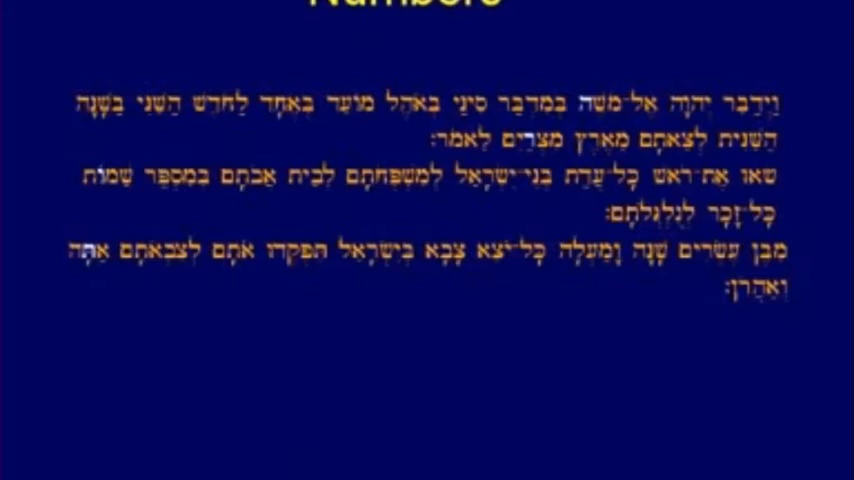 Numbers
וַיְדַבֵּר יְהוָה אֶל־מֹשֶׁה בְּמִדְבַּר סִינַי בְּאֹהֶל מוֹעֵד בְּאֶחָד לַחֹדֶשׁ הַשֵּׁנִי בַּשָּׁנָה
הַשֵּׁנִית לְצֵאתָם מֵאֶרֶץ מִצְרַיִם לֵאמֹר׃
שְׂאוּ אֶת־רֹאשׁ כָּל־עֲדַת בְּנֵי־יִשְׂרָאֵל לְמִשְׁפְּחֹתָם לְבֵית אֲבֹתָם בְּמִסְפַּר שֵׁמוֹת
כָּל־זָכָר לְגֻלְגְּלֹתָם׃
מִבֶּן עֶשְׂרִים שָׁנָה וָמַעְלָה כָּל־יֹצֵא צָבָא בְּיִשְׂרָאֵל תִּפְקְדוּ אֹתָם לְצִבְאֹתָם אַתָּה
וְאַהֲרֹן׃